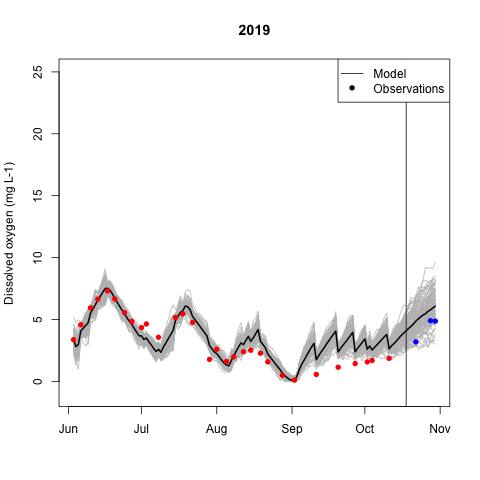 2019
Dissolved oxygen (mg L-1)
25
20
15
10
5
0
Model
Observations
Jun Jul Aug Sep Oct Nov